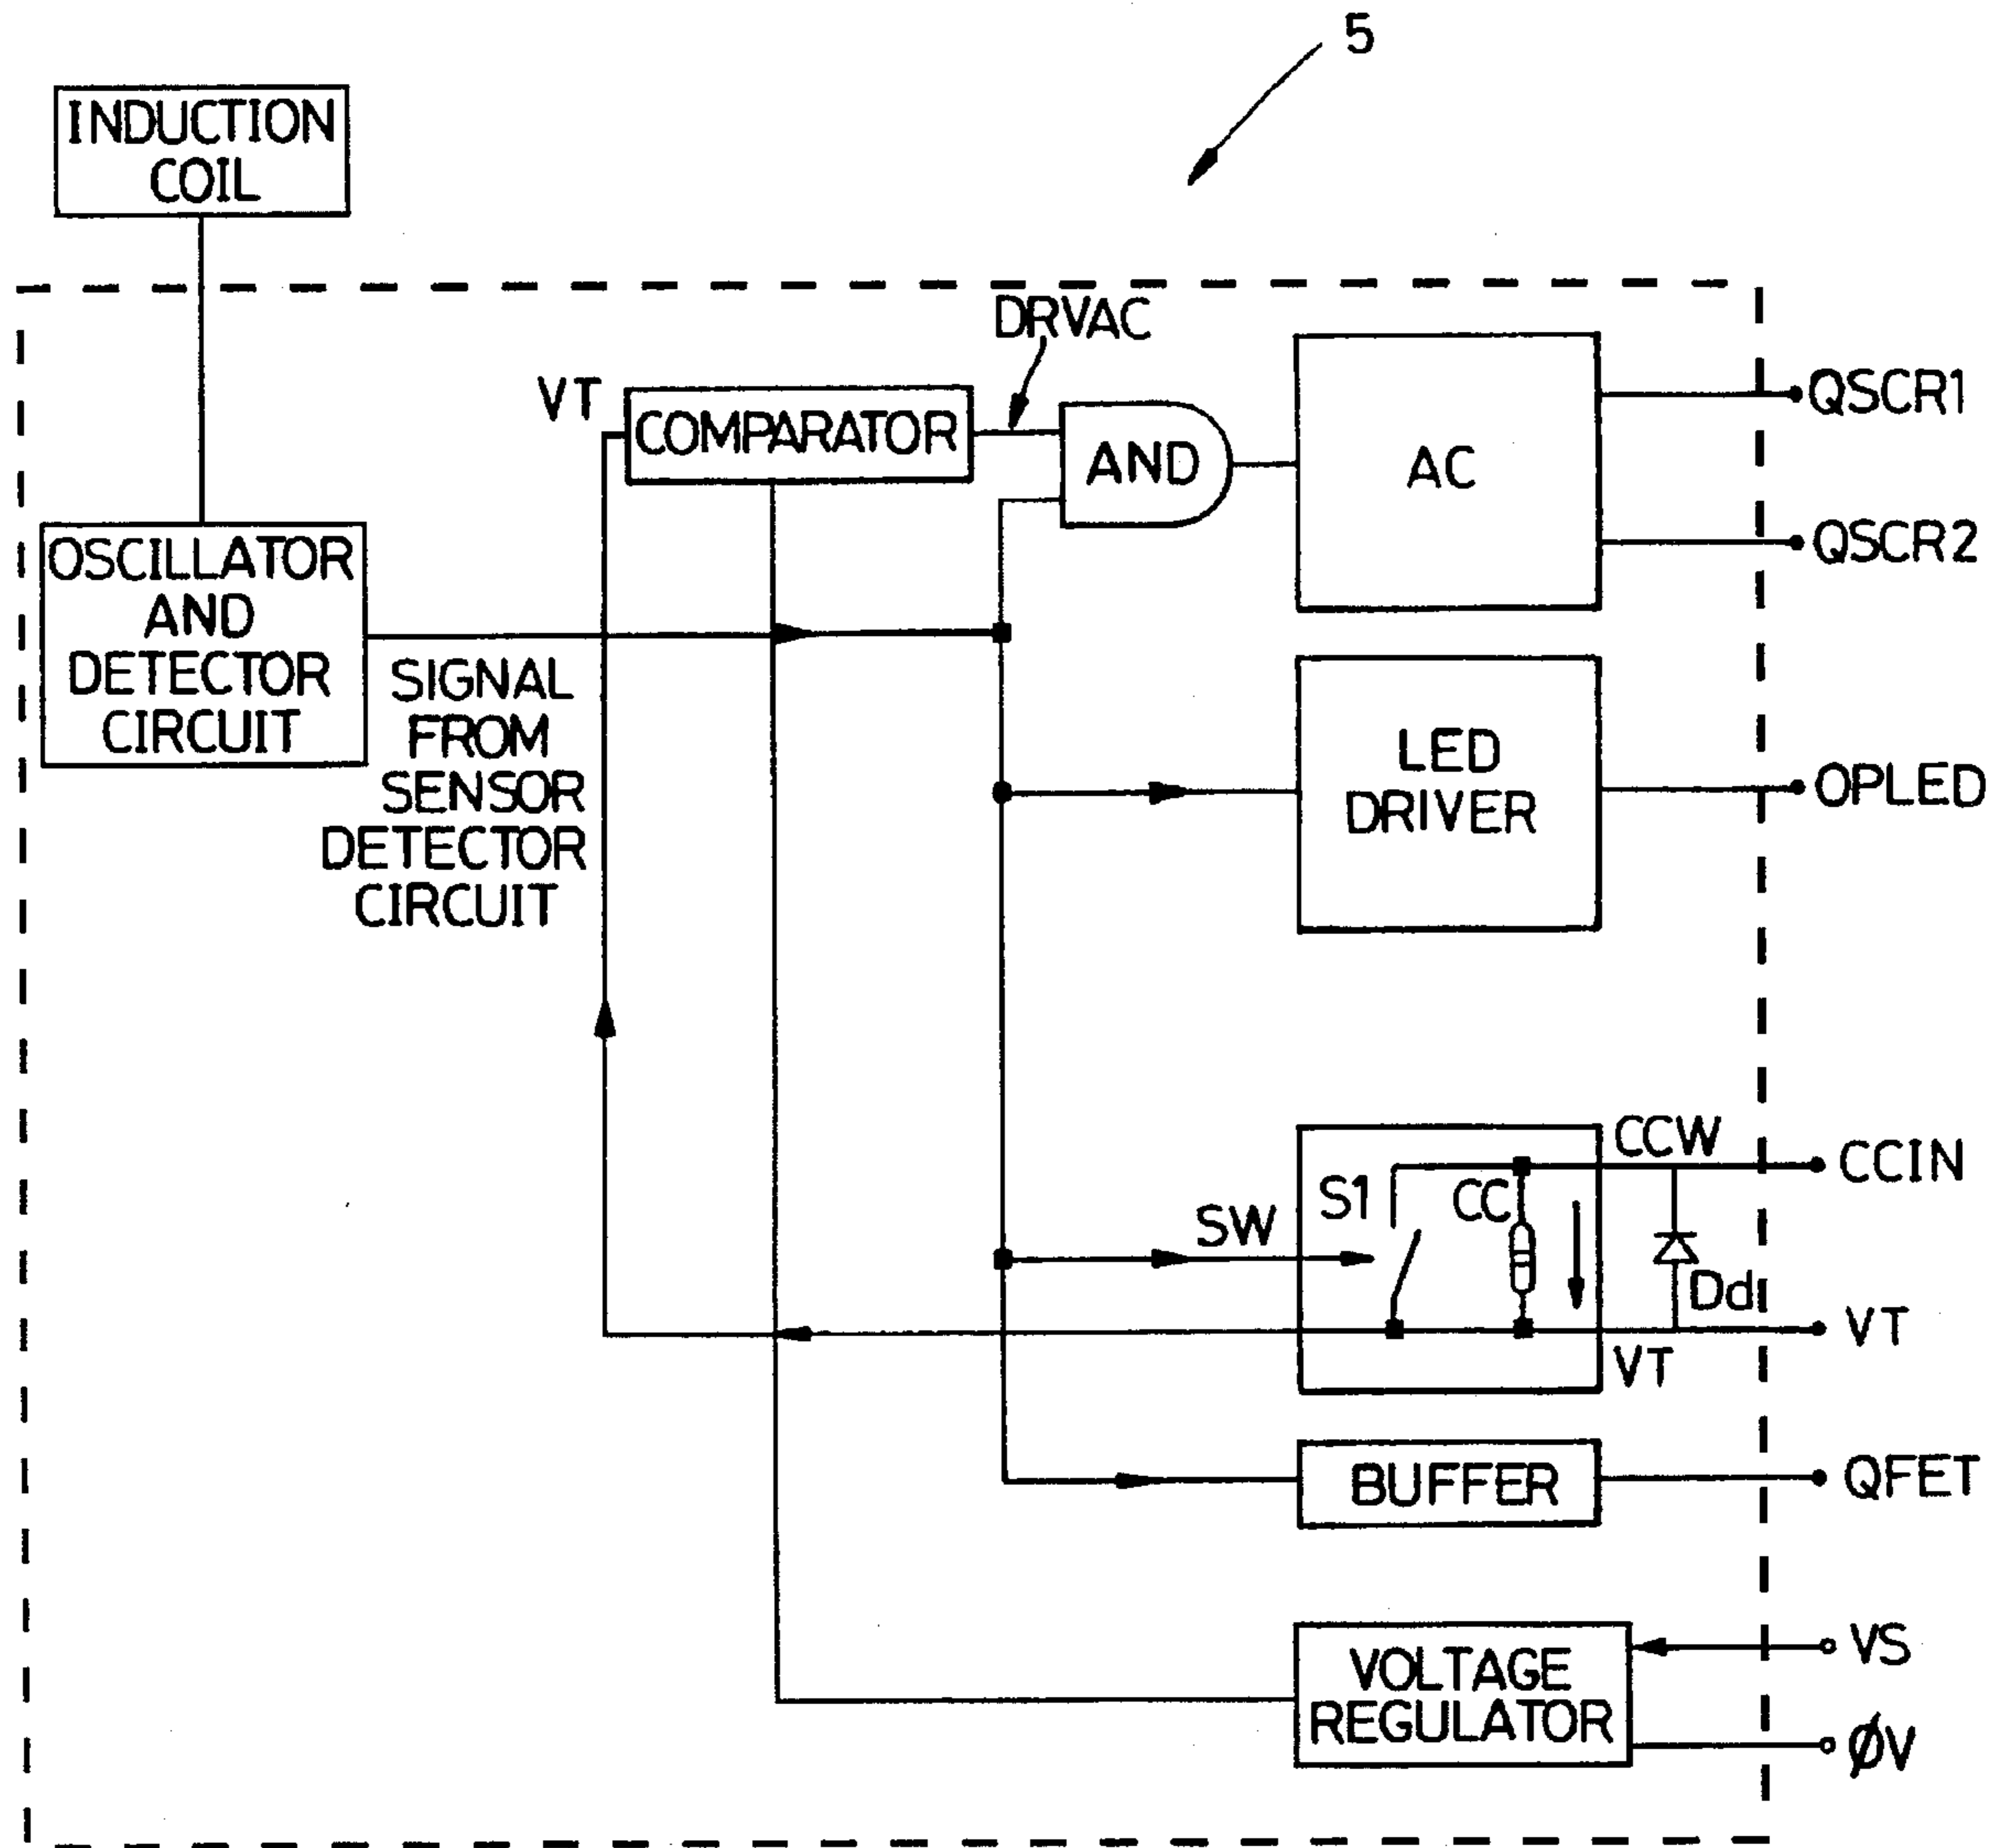 5
INDUCTION
COIL
DRVAC
VT
COMPARATOR
AND
AC
QSCR1
QSCR2
OSCILLATOR
AND
DETECTOR
CIRCUIT
SIGNAL
FROM
SENSOR
DETECTOR
CIRCUIT
LED
DRIVER
OPLED
CCW
CCIN
S1
CC
SW
Dd
VT
VT
BUFFER
QFET
VOLTAGE
REGULATOR
VS
ØV